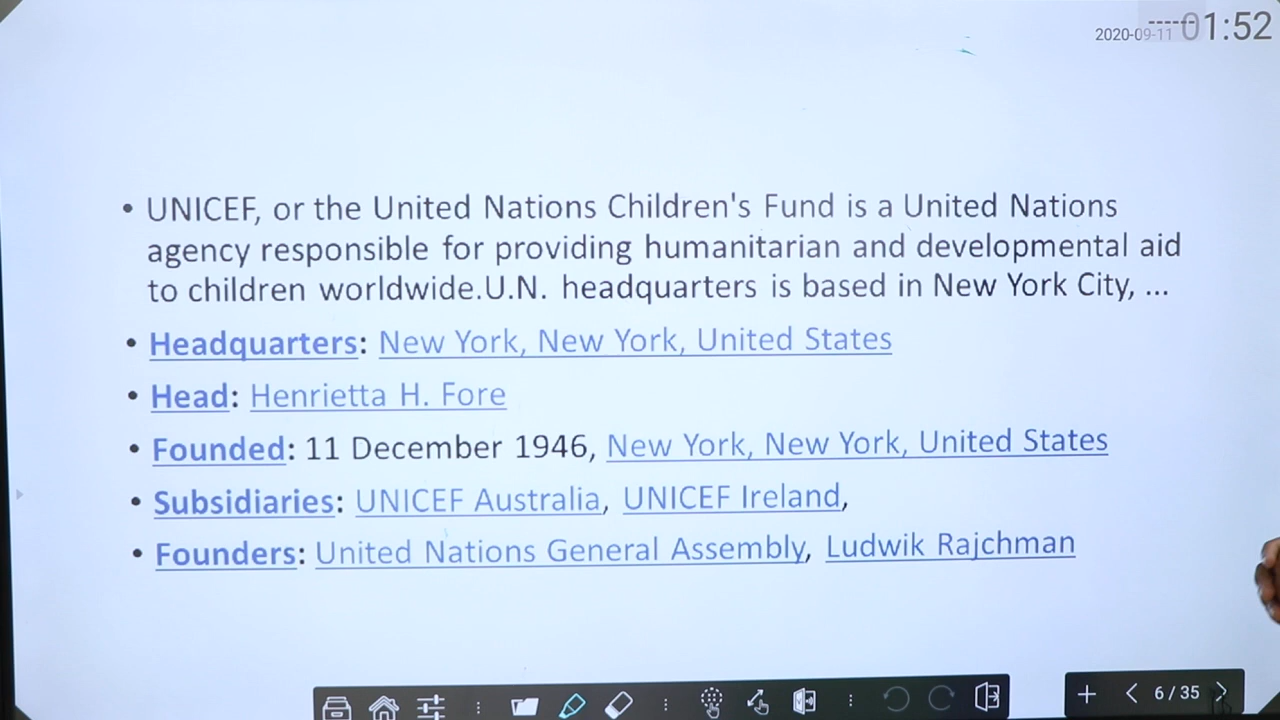 2020-09-11 01:52
• UNICEF, or the United Nations Children's Fund is a United Nations
agency responsible for providing humanitarian and developmental aid
to children worldwide.U.N. headquarters is based in New York City, ...
• Headquarters: New York, New York, United States
• Head: Henrietta H. Fore
• Founded: 11 December 1946, New York, New York, United States
• Subsidiaries: UNICEF Australia, UNICEF Ireland,
• Founders: United Nations General Assembly, Ludwik Rajchman
6 / 35